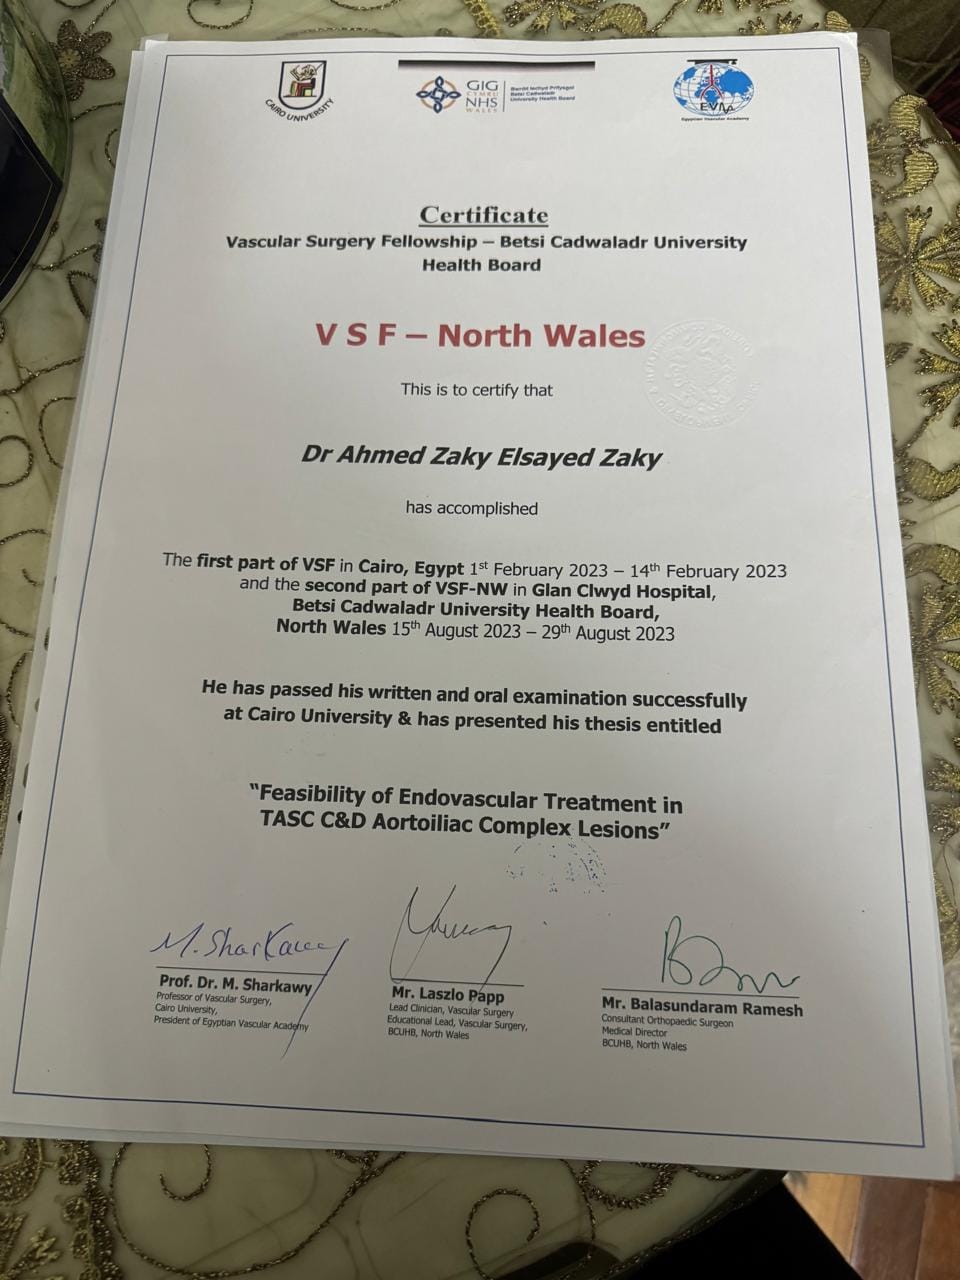 CAIRO UNIVERSITY
GIG
CYMRU
NHS
WALES
Bwrdd Iechyd Prifysgol
Betsi Cadwaladr
University Health Board
EVA
Egyptian Vascular Academy
Certificate
Vascular Surgery Fellowship – Betsi Cadwaladr University
Health Board
V S F – North Wales
This is to certify that
Dr Ahmed Zaky Elsayed Zaky
has accomplished
The first part of VSF in Cairo, Egypt 1st February 2023 – 14th February 2023
and the second part of VSF-NW in Glan Clwyd Hospital,
Betsi Cadwaladr University Health Board,
North Wales 15th August 2023 – 29th August 2023
He has passed his written and oral examination successfully
at Cairo University & has presented his thesis entitled
“Feasibility of Endovascular Treatment in
TASC C&D Aortoiliac Complex Lesions”
M. Sharkawy
Prof. Dr. M. Sharkawy
Professor of Vascular Surgery,
Cairo University,
President of Egyptian Vascular Academy
Mr. Laszlo Papp
Lead Clinician, Vascular Surgery
Educational Lead, Vascular Surgery,
BCUHB, North Wales
Mr. Balasundaram Ramesh
Consultant Orthopaedic Surgeon
Medical Director
BCUHB, North Wales